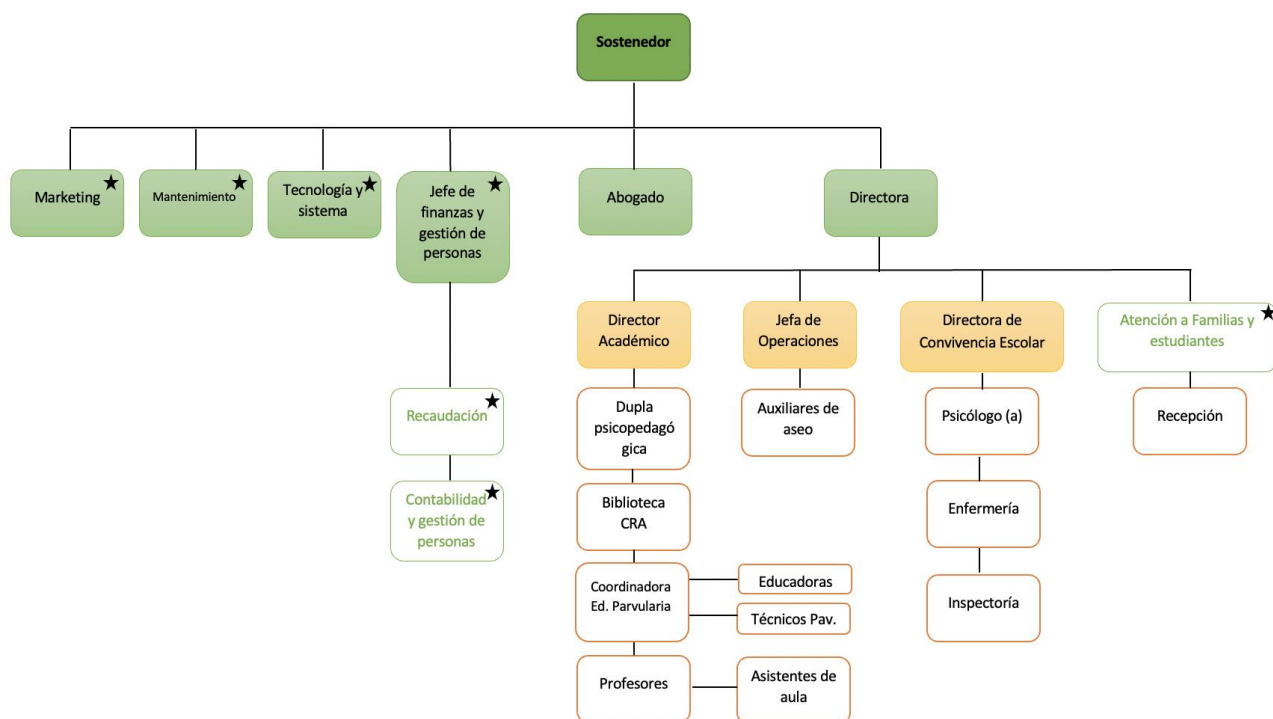 Sostenedor
Marketing
Mantenimiento
Tecnología y
sistema
Jefe de
finanzas y
gestión de
personas
Abogado
Directora
Director
Académico
Jefa de
Operaciones
Directora de
Convivencia Escolar
Atención a Familias y
estudiantes
Recaudación
Contabilidad
y gestión de
personas
Dupla
psicopedagó
gica
Biblioteca
CRA
Coordinadora
Ed. Parvularia
Educadoras
Técnicos Pav.
Profesores
Asistentes de
aula
Auxiliares de
aseo
Psicólogo (a)
Enfermería
Inspectoría
Recepción